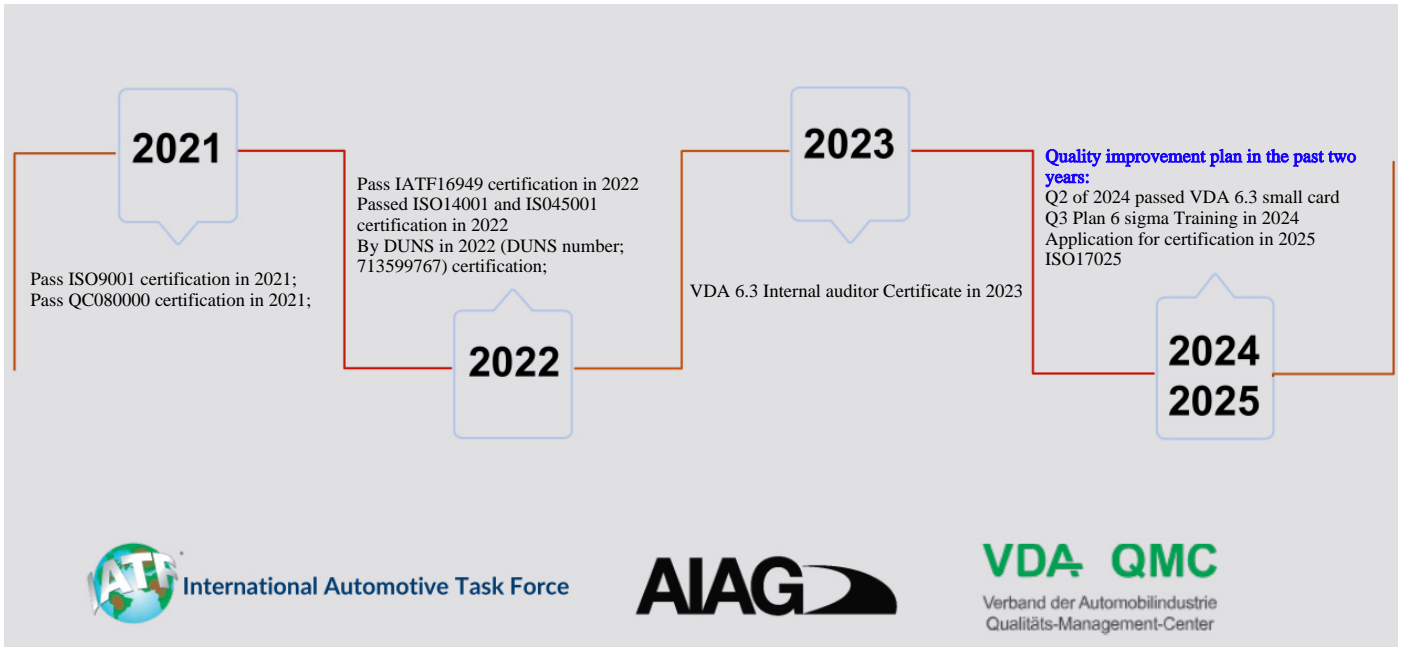 2021
Pass ISO9001 certification in 2021;
Pass QC080000 certification in 2021;
Pass IATF16949 certification in 2022
Passed ISO14001 and IS045001
certification in 2022
By DUNS in 2022 (DUNS number;
713599767) certification;
2022
2023
VDA 6.3 Internal auditor Certificate in 2023
Quality improvement plan in the past two
years:
Q2 of 2024 passed VDA 6.3 small card
Q3 Plan 6 sigma Training in 2024
Application for certification in 2025
ISO17025
2024
2025
IATF
International Automotive Task Force
AIAG
VDA QMC
Verband der Automobilindustrie
Qualitäts-Management-Center